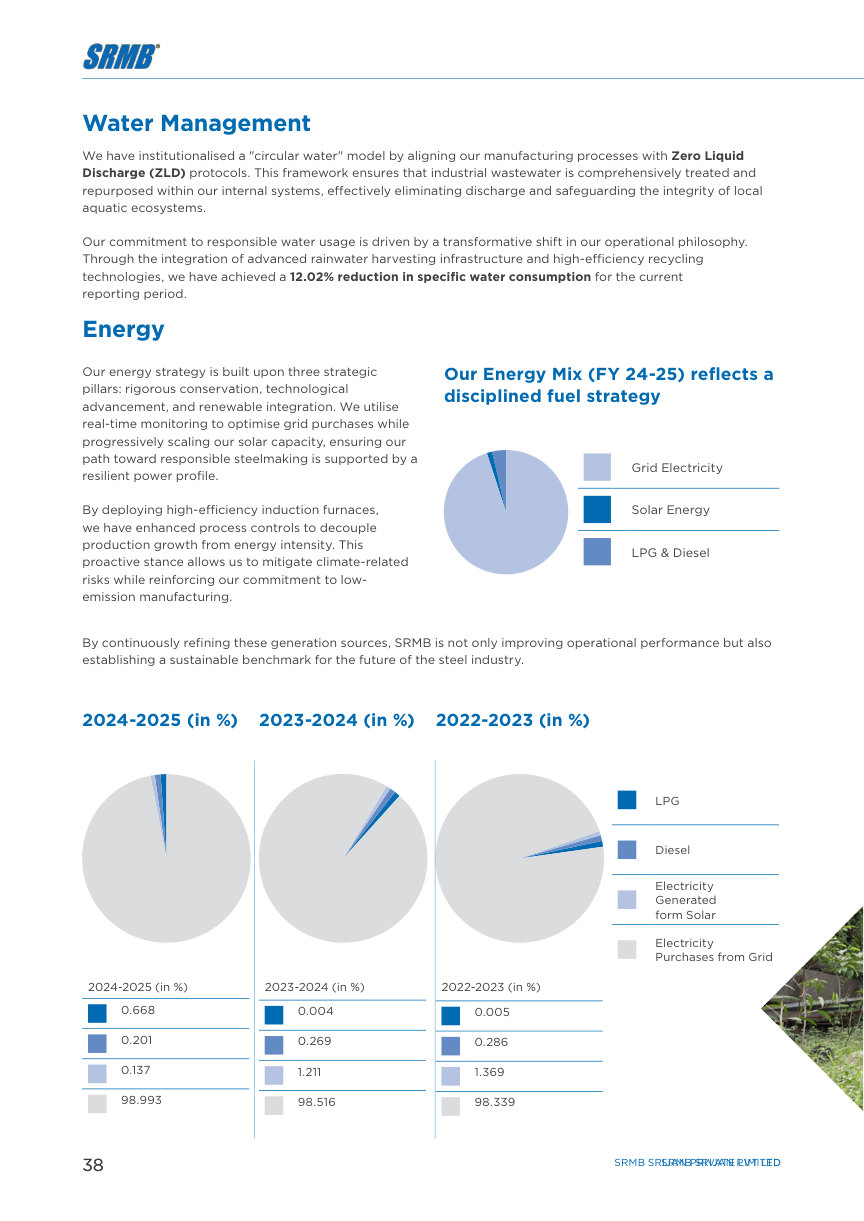 SRMB
Water Management
We have institutionalised a "circular water" model by aligning our manufacturing processes with Zero Liquid
Discharge (ZLD) protocols. This framework ensures that industrial wastewater is comprehensively treated and
repurposed within our internal systems, effectively eliminating discharge and safeguarding the integrity of local
aquatic ecosystems.
Our commitment to responsible water usage is driven by a transformative shift in our operational philosophy.
Through the integration of advanced rainwater harvesting infrastructure and high-efficiency recycling
technologies, we have achieved a 12.02% reduction in specific water consumption for the current
reporting period.
Energy
Our energy strategy is built upon three strategic
pillars: rigorous conservation, technological
advancement, and renewable integration. We utilise
real-time monitoring to optimise grid purchases while
progressively scaling our solar capacity, ensuring our
path toward responsible steelmaking is supported by a
resilient power profile.
By deploying high-efficiency induction furnaces,
we have enhanced process controls to decouple
production growth from energy intensity. This
proactive stance allows us to mitigate climate-related
risks while reinforcing our commitment to low-
emission manufacturing.
Our Energy Mix (FY 24-25) reflects a
disciplined fuel strategy
Grid Electricity
Solar Energy
LPG & Diesel
By continuously refining these generation sources, SRMB is not only improving operational performance but also
establishing a sustainable benchmark for the future of the steel industry.
2024-2025 (in %)
2023-2024 (in %)
2022-2023 (in %)
LPG
Diesel
Electricity
Generated
form Solar
Electricity
Purchases from Grid
2024-2025 (in %)
0.668
0.201
0.137
98.993
2023-2024 (in %)
0.004
0.269
1.211
98.516
2022-2023 (in %)
0.005
0.286
1.369
98.339
38
SRMB